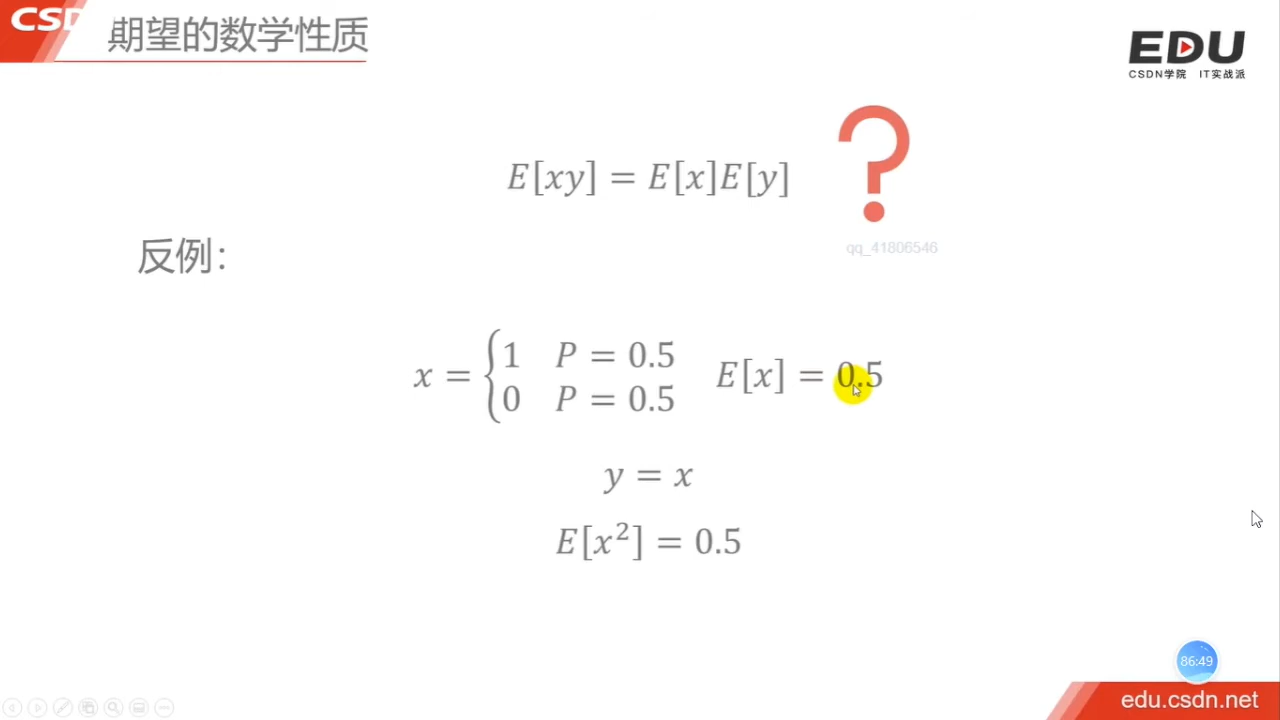 CSD
期望的数学性质
EDU
CSDN学院 IT实战派
E[xy] = E[x]E[y] ?
qq_41806546
反例：
x = {1 P = 0.5
0 P = 0.5
E[x] = 0.5
y = x
E[x²] = 0.5
86:49
edu.csdn.net